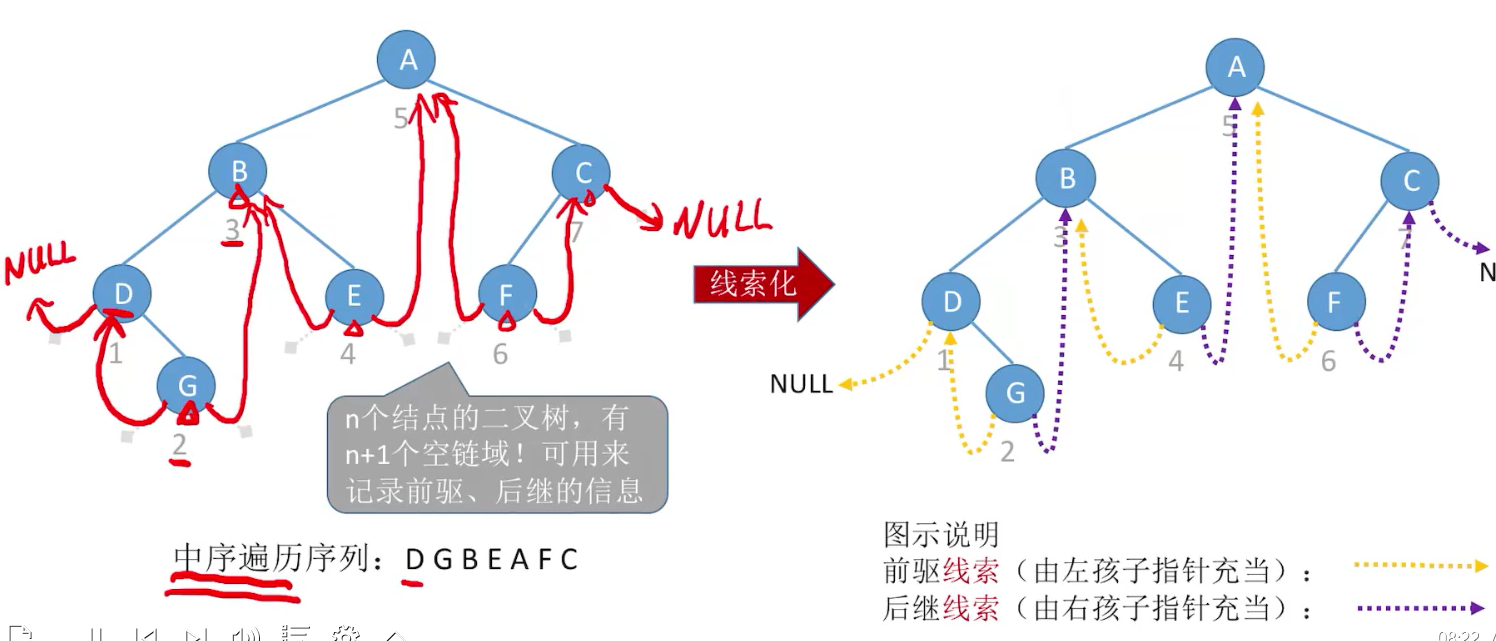 A
5
B
3
C
7
NULL
NULL
D
1
E
4
F
6
G
2
n个结点的二叉树，有
n+1个空链域！可用来
记录前驱、后继的信息
中序遍历序列：D G B E A F C
线索化
A
5
B
3
C
7
N
D
1
E
4
F
6
NULL
G
2
图示说明
前驱线索（由左孩子指针充当）：
后继线索（由右孩子指针充当）：
08:22